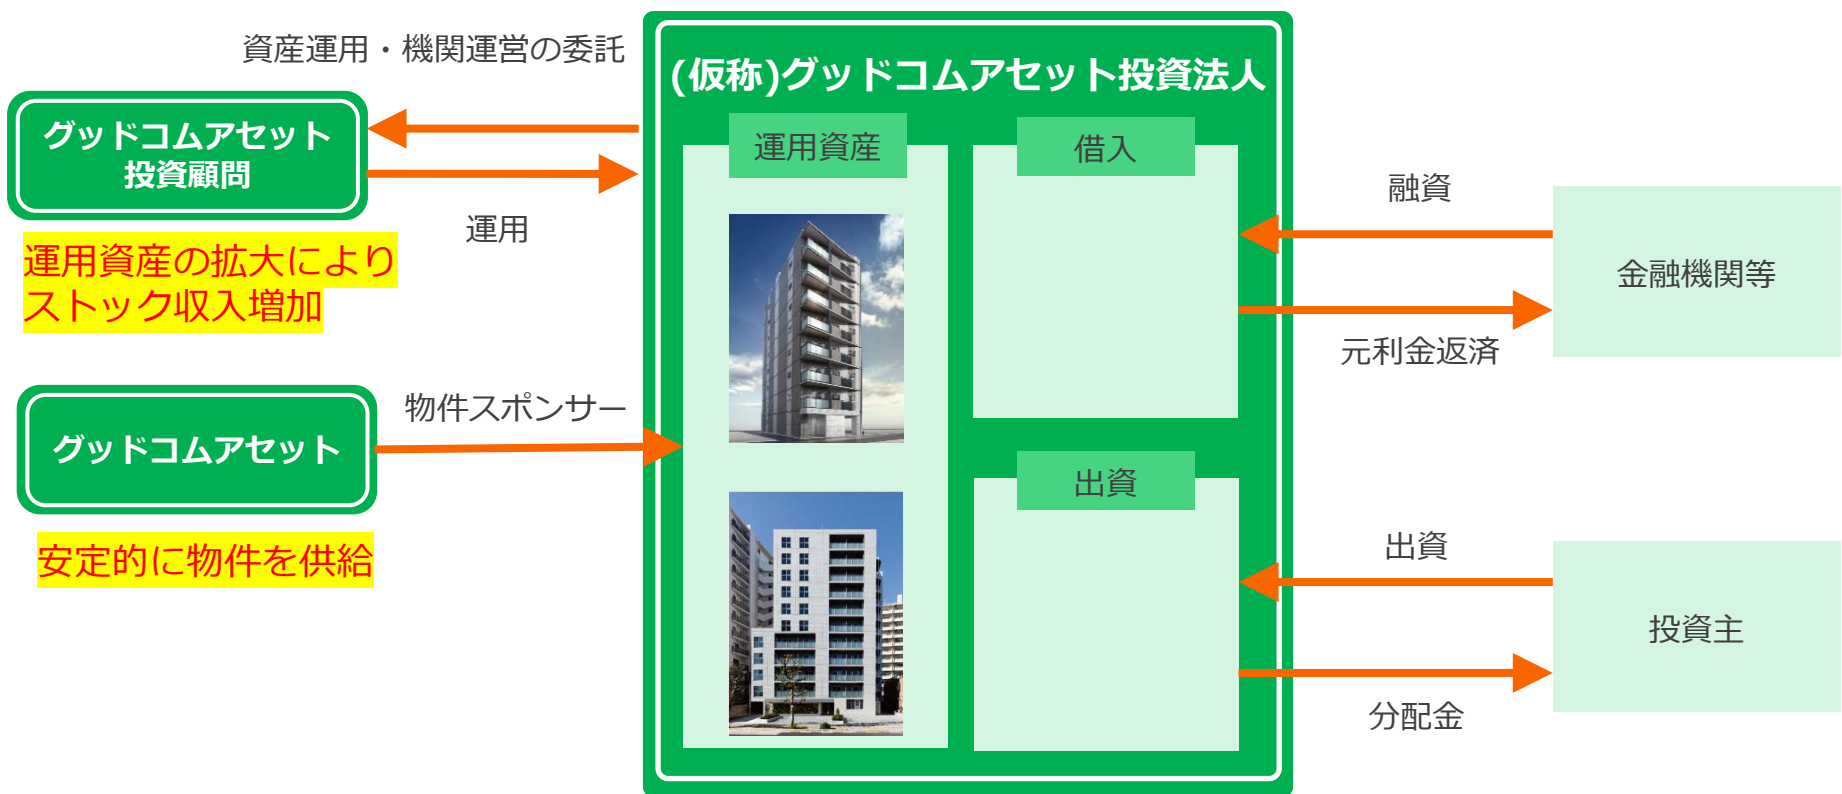 資産運用・機関運営の委託
グッドコムアセット
投資顧問
運用
運用資産の拡大により
ストック収入増加
物件スポンサー
グッドコムアセット
安定的に物件を供給
(仮称)グッドコムアセット投資法人
運用資産
借入
出資
融資
金融機関等
元利金返済
出資
投資主
分配金